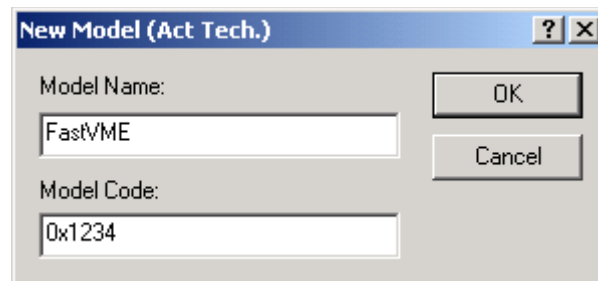 New Model (Act Tech.)
Model Name:
OK
FastVME
Cancel
Model Code:
0x1234